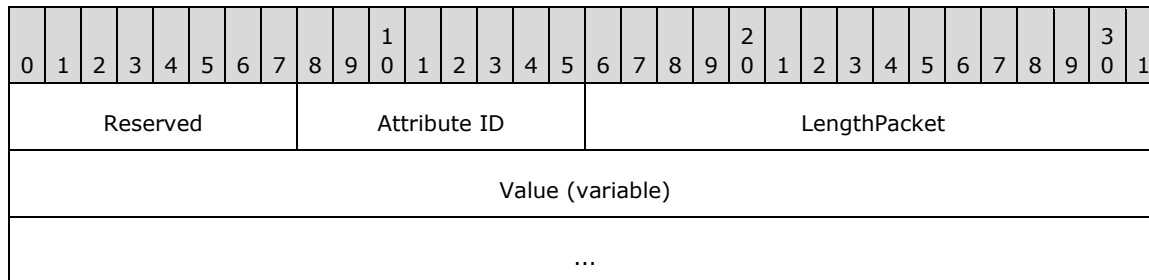 1 2 3
0 1 2 3 4 5 6 7 8 9 0 1 2 3 4 5 6 7 8 9 0 1 2 3 4 5 6 7 8 9 0 1
Reserved Attribute ID LengthPacket
Value (variable)
...